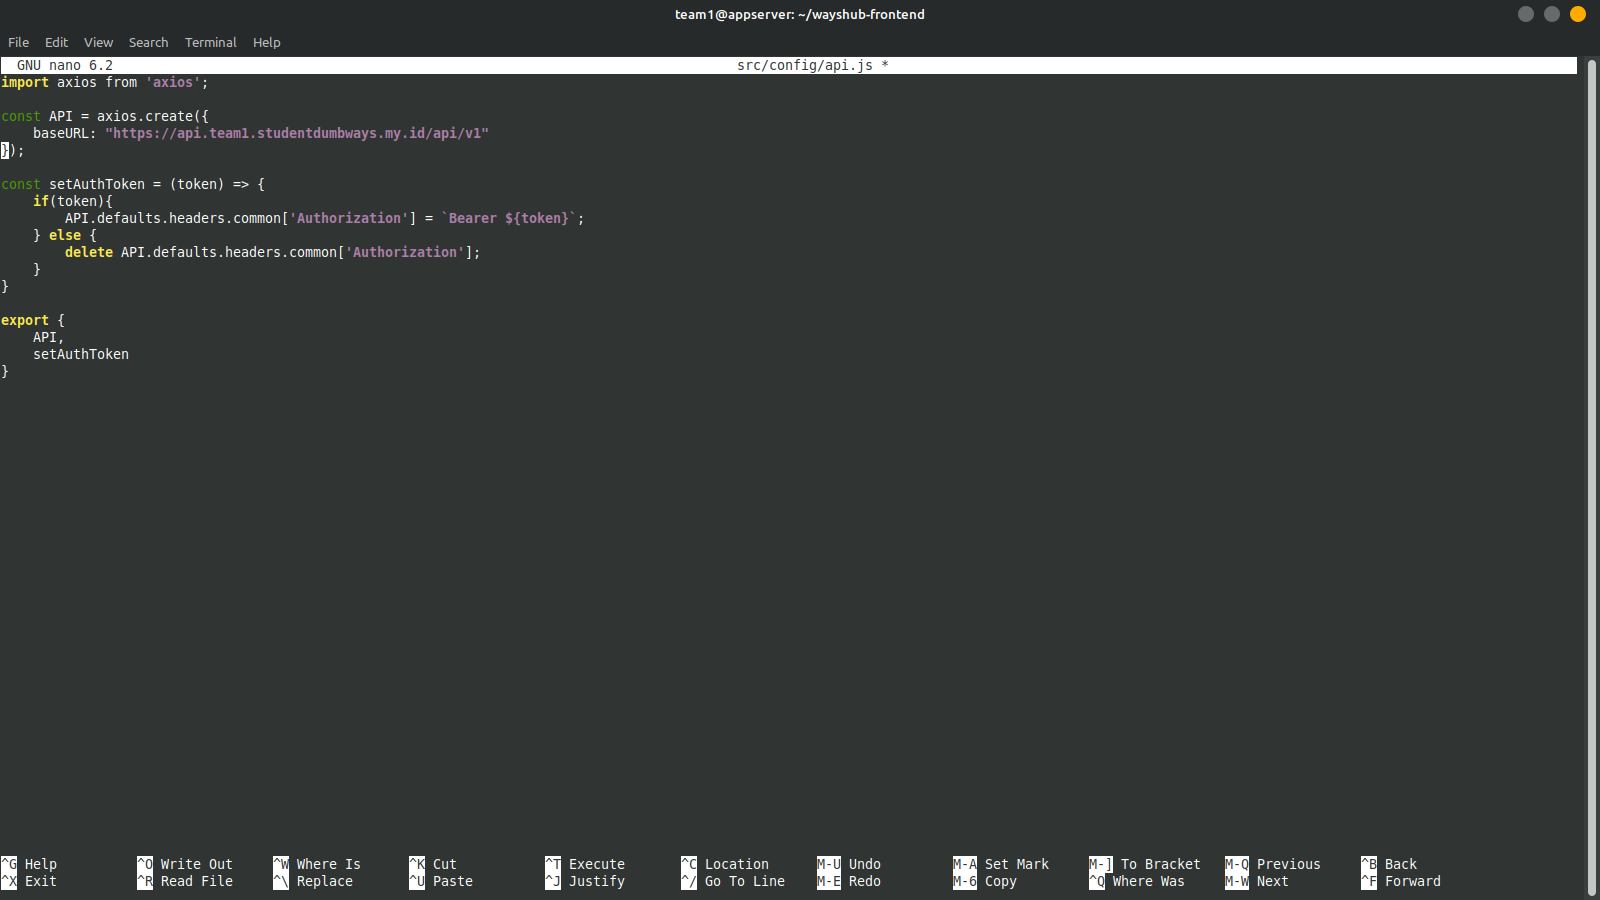 team1@appserver: ~/wayshub-frontend
File Edit View Search Terminal Help
GNU nano 6.2 src/config/api.js *
import axios from 'axios';
const API = axios.create({
    baseURL: "https://api.team1.studentdumbways.my.id/api/v1"
});
const setAuthToken = (token) => {
    if(token){
        API.defaults.headers.common['Authorization'] = `Bearer ${token}`;
    } else {
        delete API.defaults.headers.common['Authorization'];
    }
}
export {
    API,
    setAuthToken
}
^G Help ^O Write Out ^W Where Is ^K Cut ^T Execute ^C Location M-U Undo M-A Set Mark M-] To Bracket M-Q Previous ^B Back
^X Exit ^R Read File ^\ Replace ^U Paste ^J Justify ^/ Go To Line M-E Redo M-6 Copy ^Q Where Was M-W Next ^F Forward